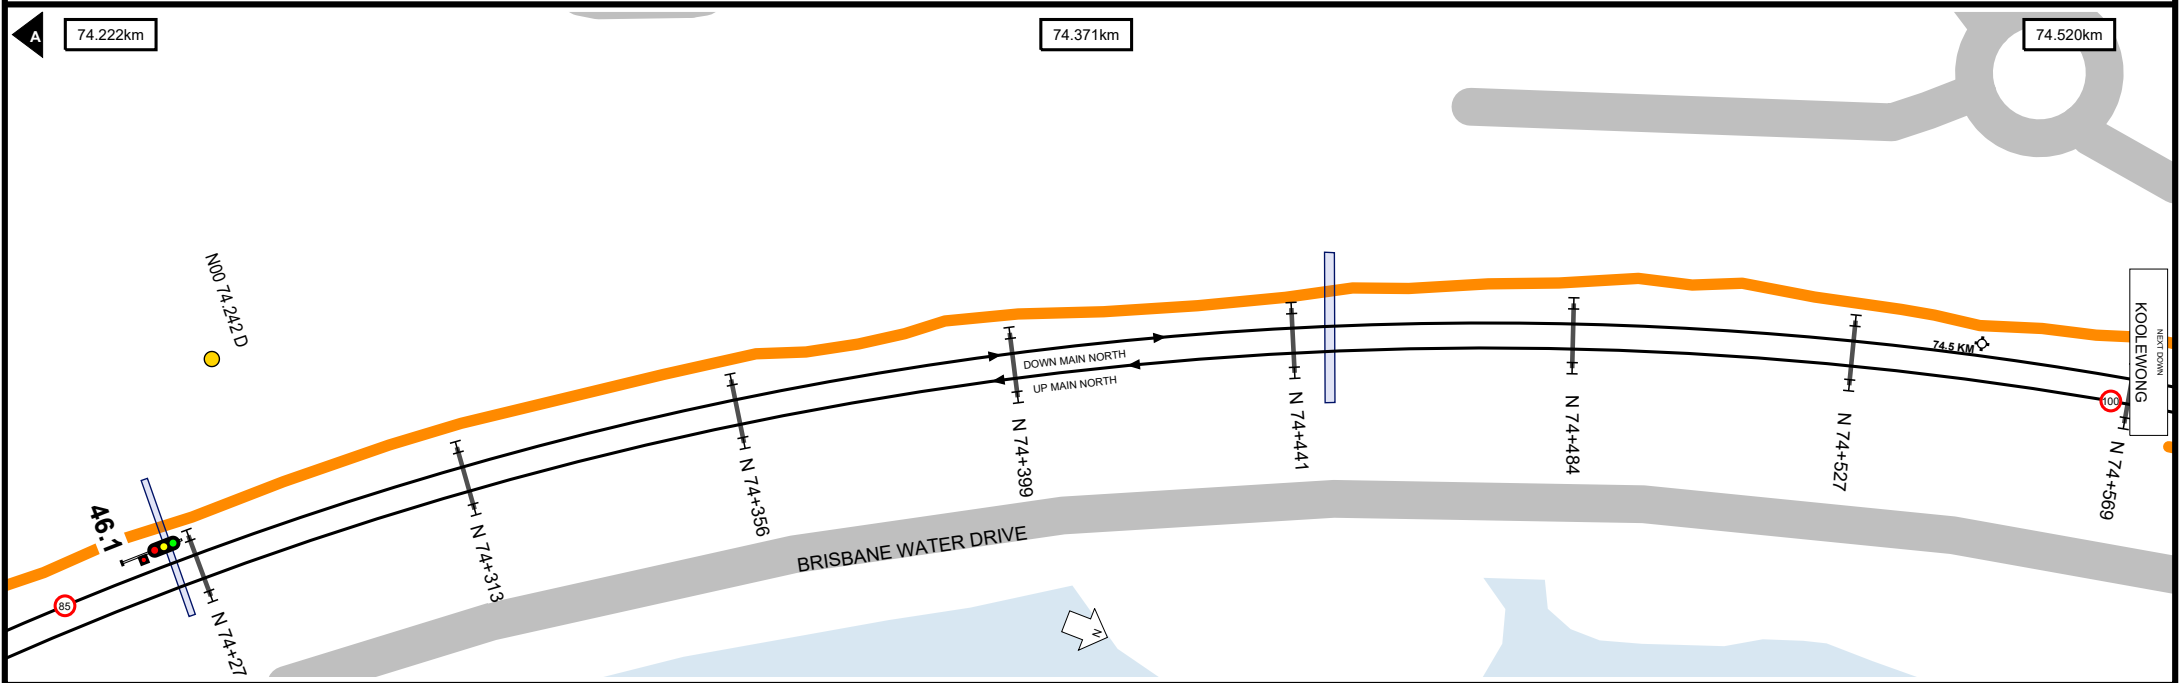 A
74.222km
74.371km
74.520km
N00 74.242 D
46.1
85
N 74+27
N 74+313
N 74+356
DOWN MAIN NORTH
UP MAIN NORTH
N 74+399
N 74+441
N 74+484
N 74+527
74.5 KM
100
NEXT DOWN
KOOLEWONG
N 74+569
BRISBANE WATER DRIVE
N